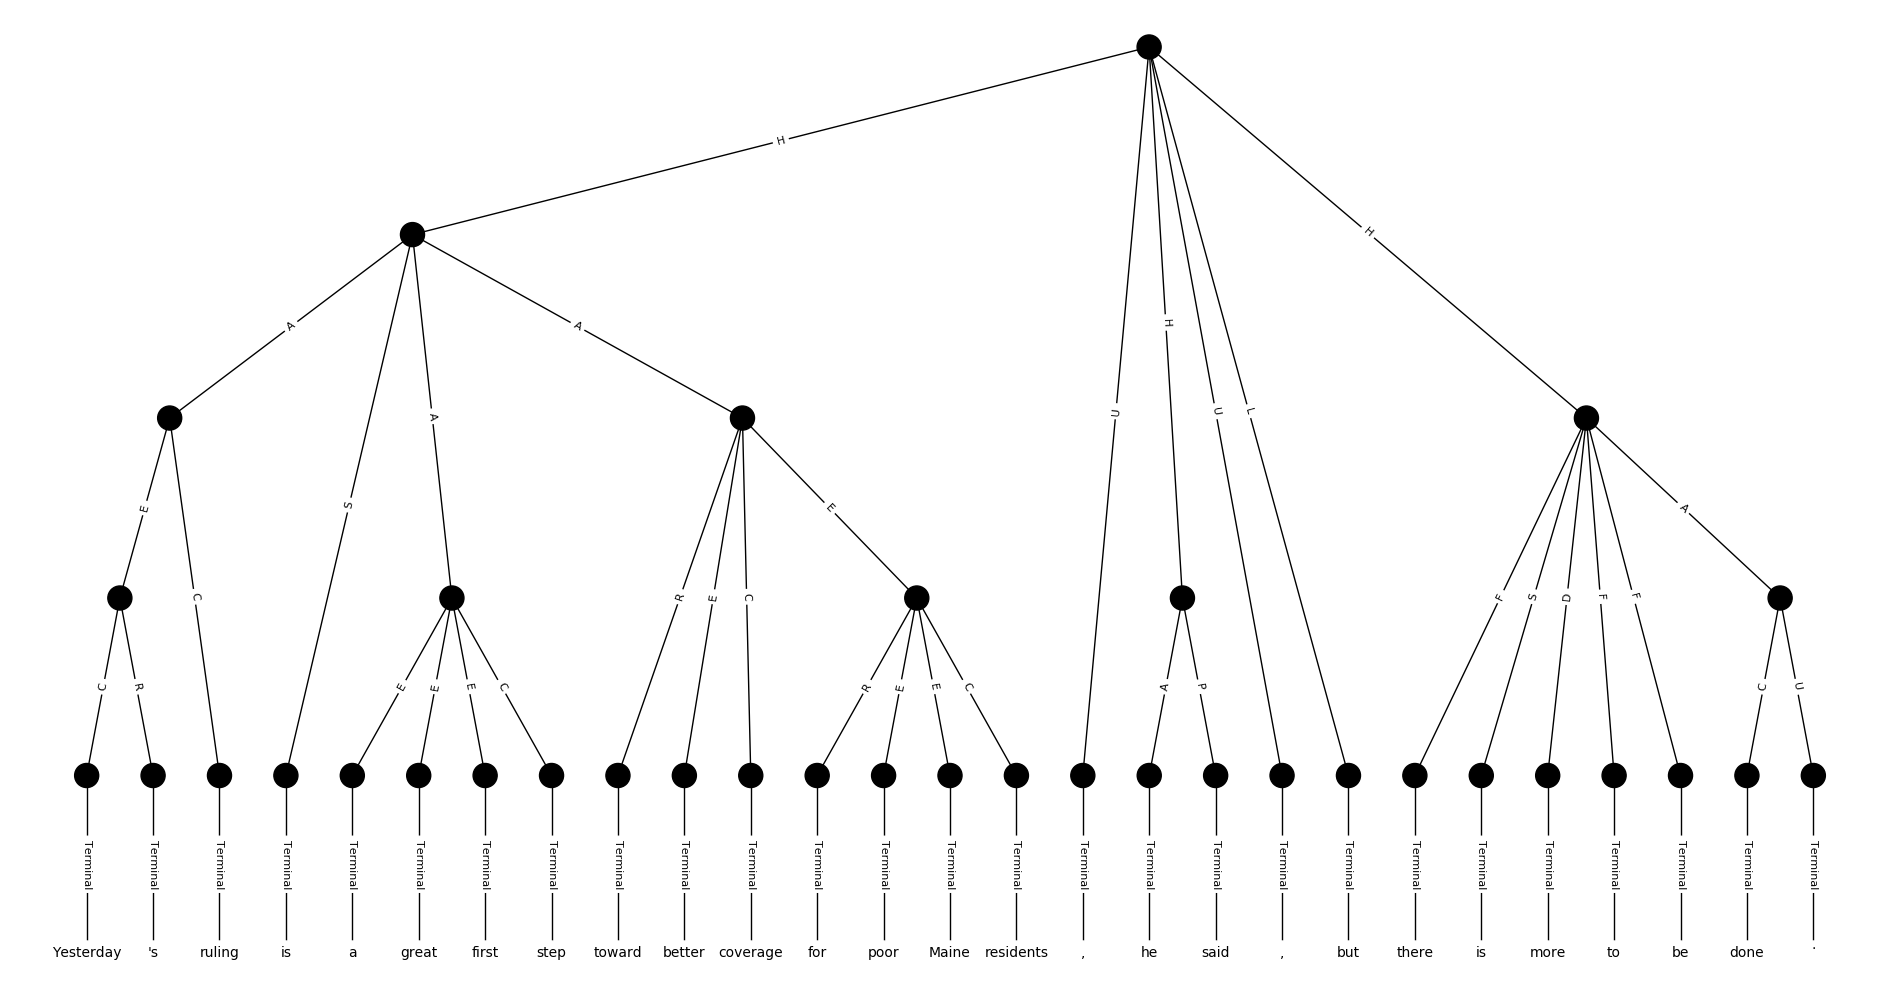 H
H
A
A
H
U
A
U
L
S
E
E
A
C
R
E
C
F
S
D
F
F
C
R
E
E
E
C
R
E
E
C
A
P
C
U
Terminal Terminal Terminal Terminal Terminal Terminal Terminal Terminal Terminal Terminal Terminal Terminal Terminal Terminal Terminal Terminal Terminal Terminal Terminal Terminal Terminal Terminal Terminal Terminal Terminal Terminal Terminal
Yesterday 's ruling is a great first step toward better coverage for poor Maine residents , he said , but there is more to be done .